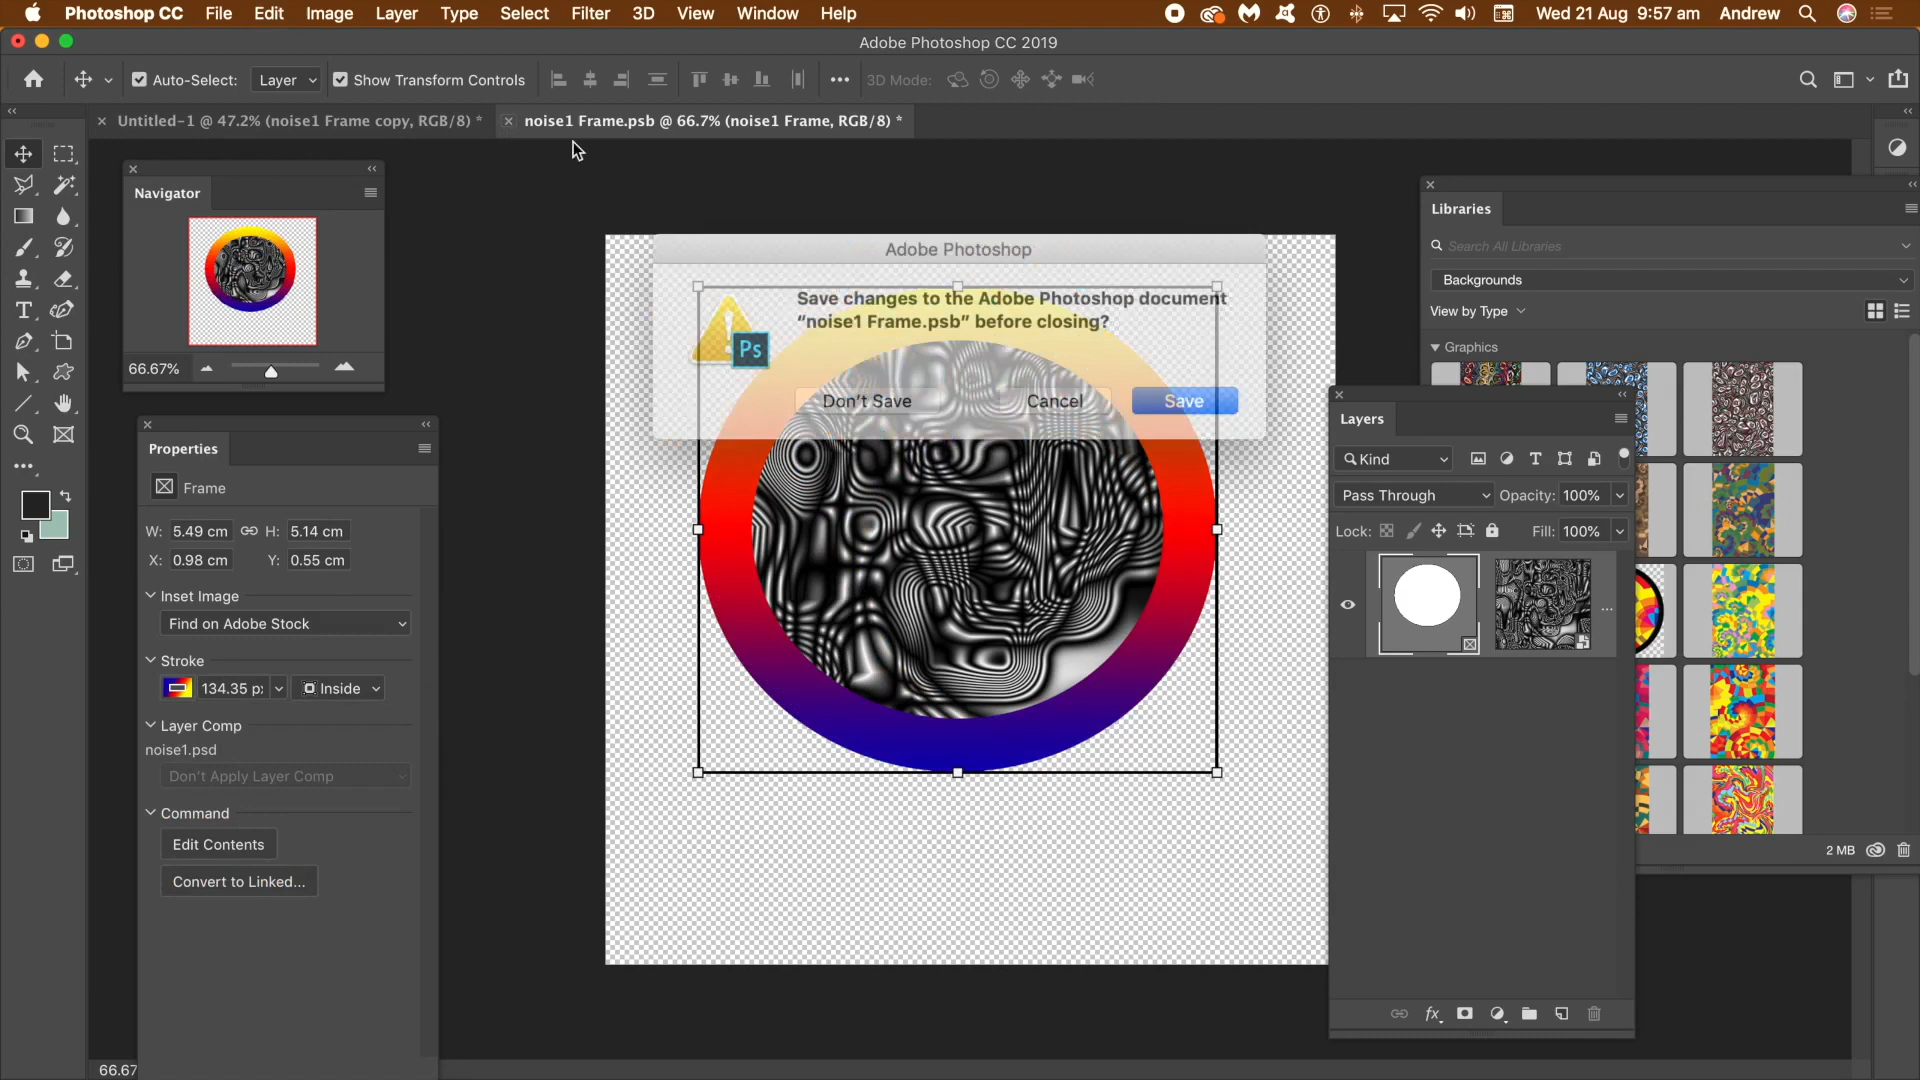 Photoshop CC File Edit Image Layer Type Select Filter 3D View Window Help Wed 21 Aug 9:57 am Andrew
Adobe Photoshop CC 2019
Auto-Select: Layer Show Transform Controls 3D Mode:
Untitled-1 @ 47.2% (noise1 Frame copy, RGB/8) * noise1 Frame.psb @ 66.7% (noise1 Frame, RGB/8) *
Navigator
66.67%
Properties
Frame
W: 5.49 cm H: 5.14 cm
X: 0.98 cm Y: 0.55 cm
Inset Image
Find on Adobe Stock
Stroke
134.35 p: Inside
Layer Comp
noise1.psd
Don't Apply Layer Comp
Command
Edit Contents
Convert to Linked...
66.67
Adobe Photoshop
Save changes to the Adobe Photoshop document
“noise1 Frame.psb” before closing?
Ps
Don’t Save Cancel Save
Libraries
Search All Libraries
Backgrounds
View by Type
Graphics
2 MB
Layers
Kind
Pass Through Opacity: 100%
Lock: Fill: 100%
fx